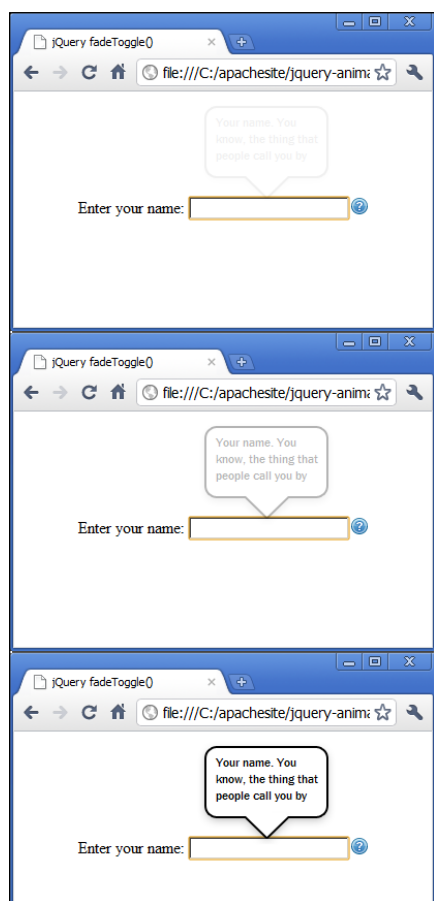 jQuery fadeToggle()
file:///C:/apachesite/jquery-anima
Your name. You
know, the thing that
people call you by
Enter your name:
jQuery fadeToggle()
file:///C:/apachesite/jquery-anima
Your name. You
know, the thing that
people call you by
Enter your name:
jQuery fadeToggle()
file:///C:/apachesite/jquery-anima
Your name. You
know, the thing that
people call you by
Enter your name: